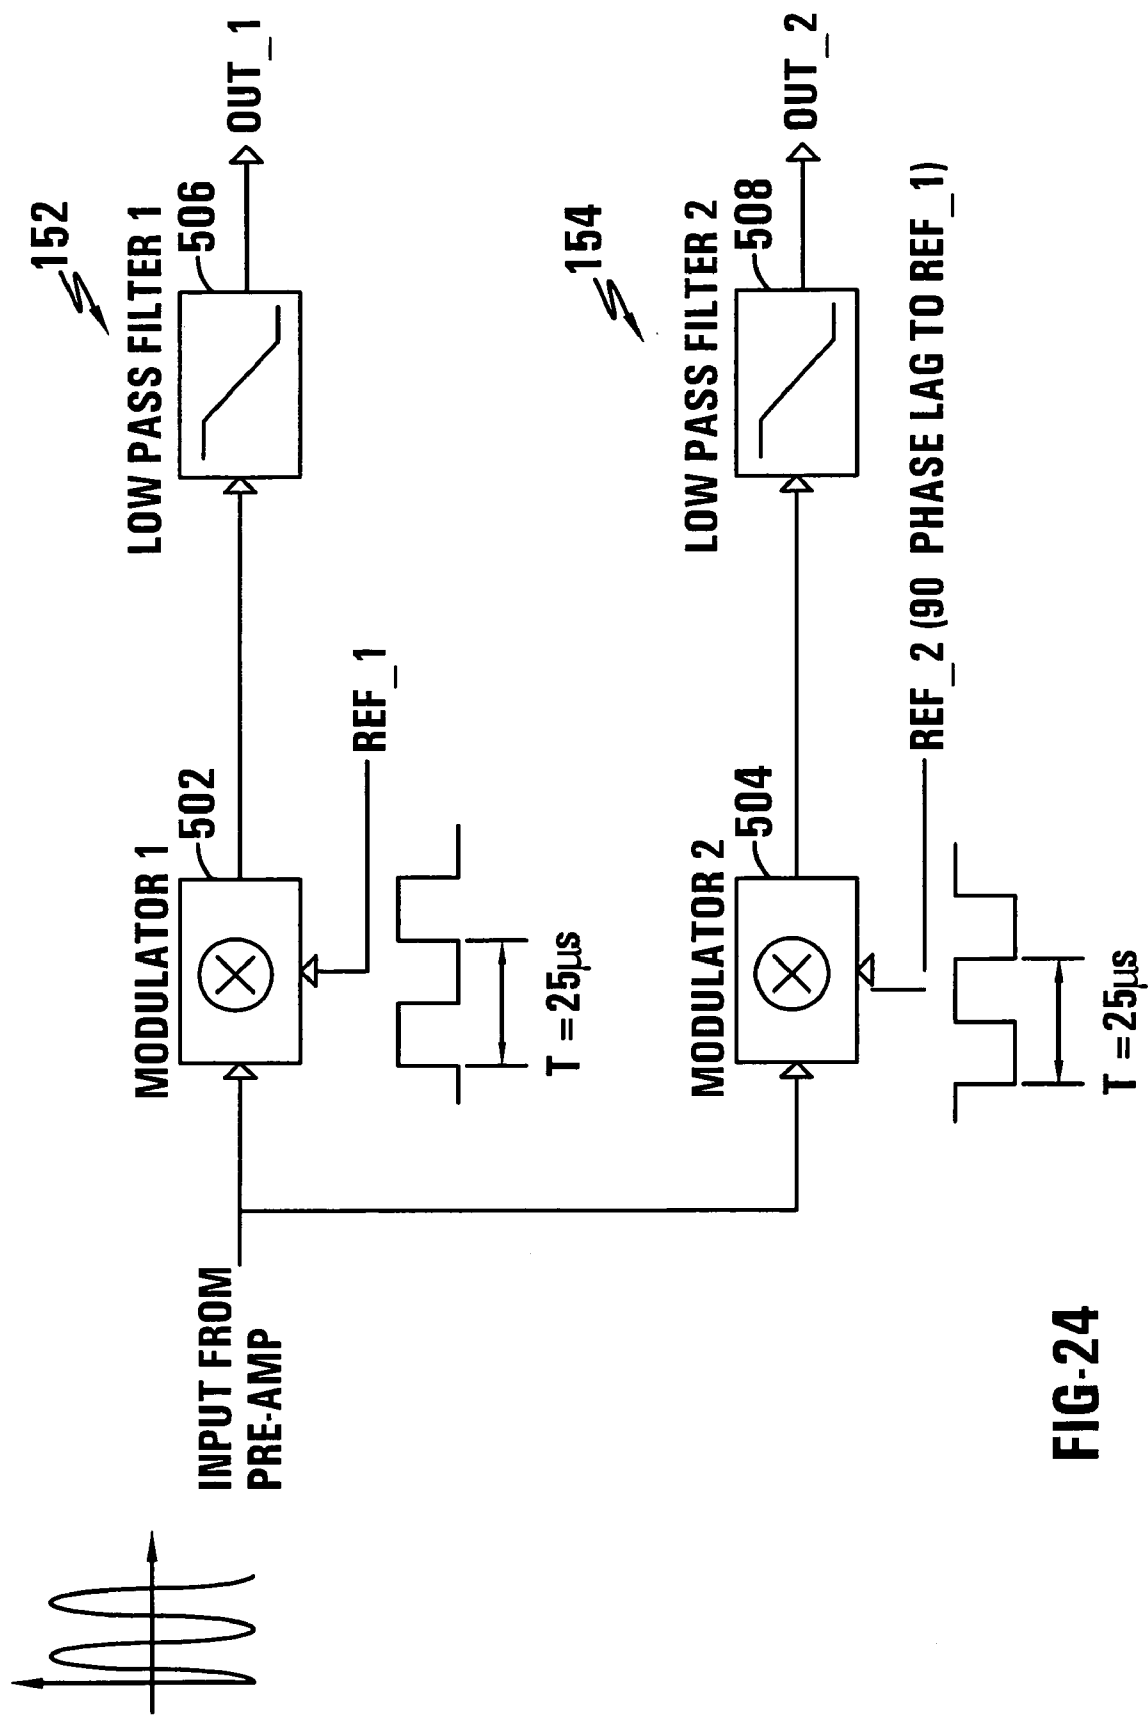 152
LOW PASS FILTER 1
506
OUT_1
MODULATOR 1
502
REF_1
T = 25µs
INPUT FROM
PRE-AMP
154
LOW PASS FILTER 2
508
OUT_2
MODULATOR 2
504
REF_2 (90 PHASE LAG TO REF_1)
T = 25µs
FIG-24